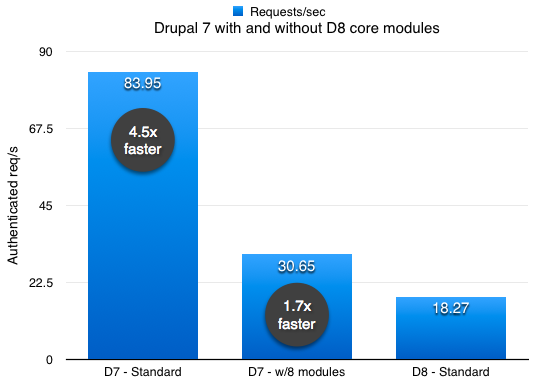 Requests/sec
Drupal 7 with and without D8 core modules
Authenticated req/s
90
67.5
45
22.5
0
83.95
4.5x
faster
30.65
1.7x
faster
18.27
D7 - Standard
D7 - w/8 modules
D8 - Standard